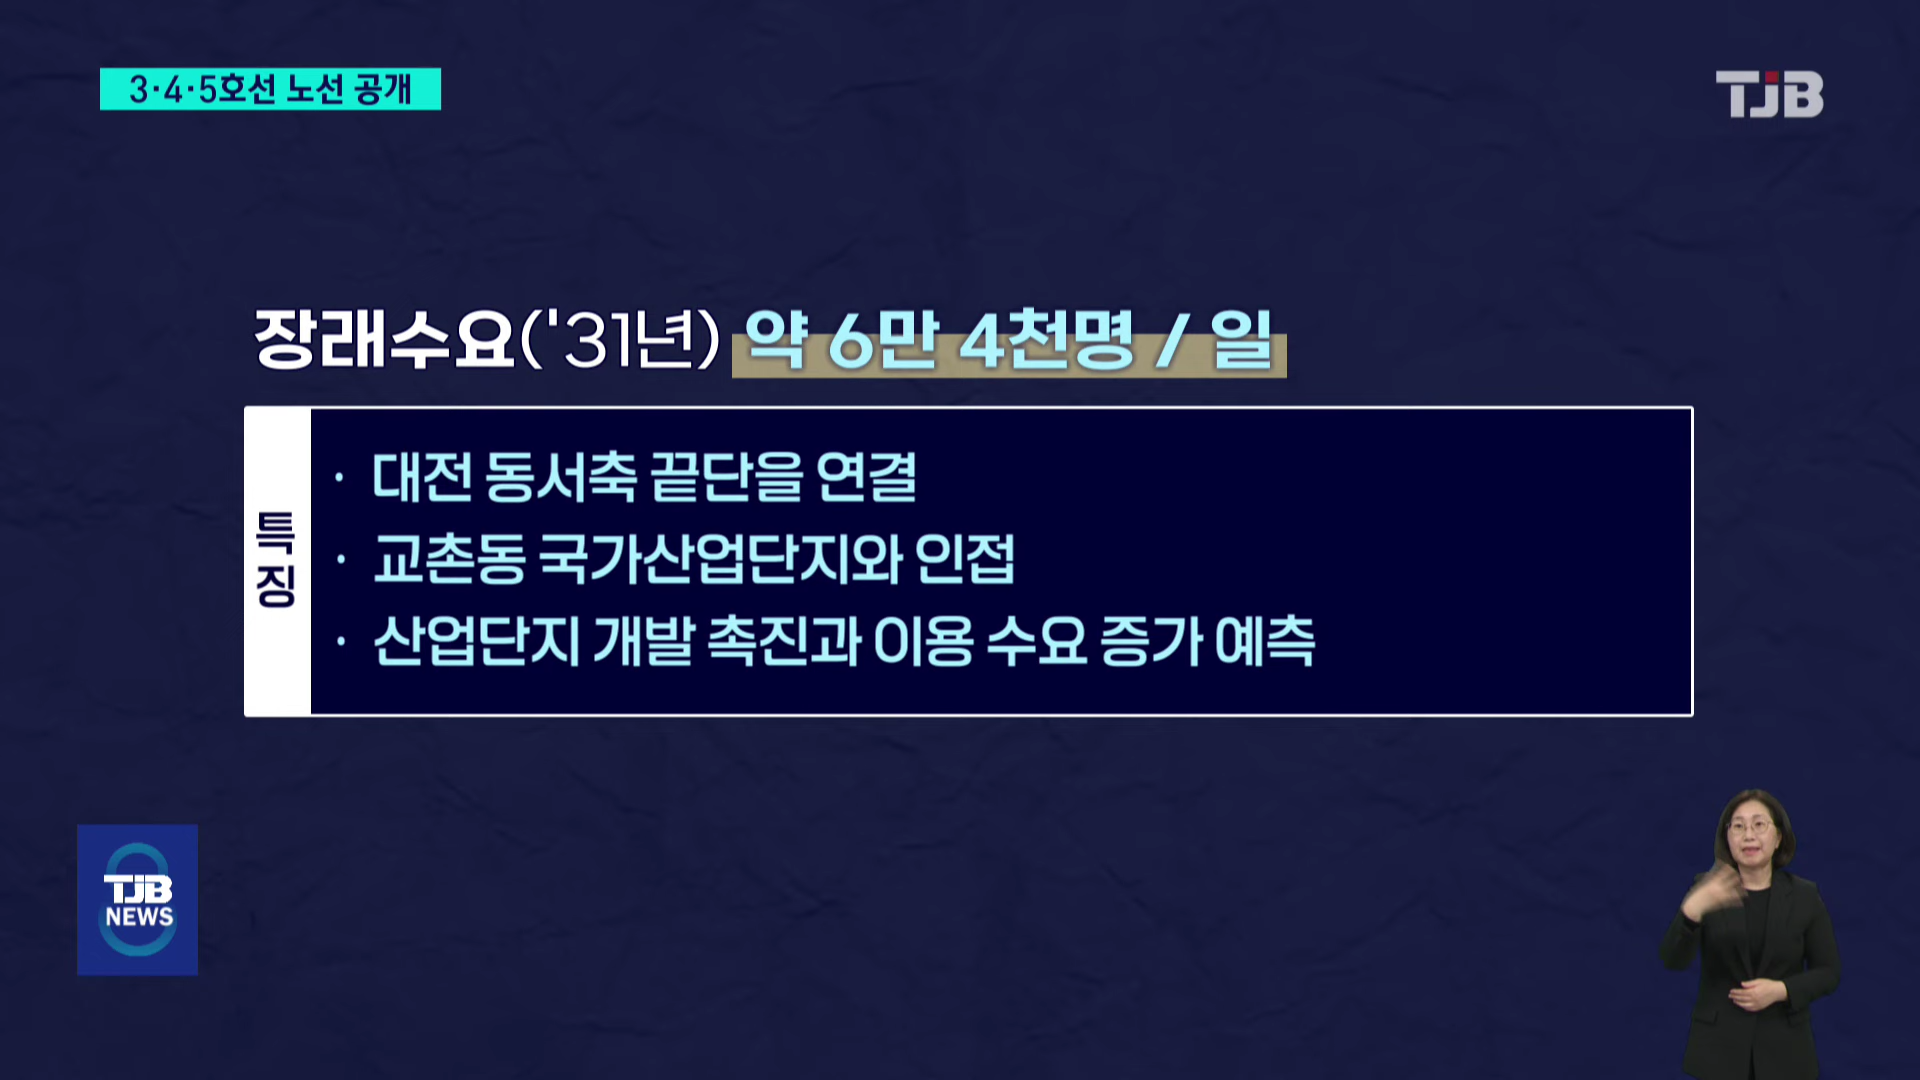 3·4·5호선 노선 공개
TJB
장래수요('31년) 약 6만 4천명 / 일
특징
· 대전 동서축 끝단을 연결
· 교촌동 국가산업단지와 인접
· 산업단지 개발 촉진과 이용 수요 증가 예측
8
TJB
NEWS